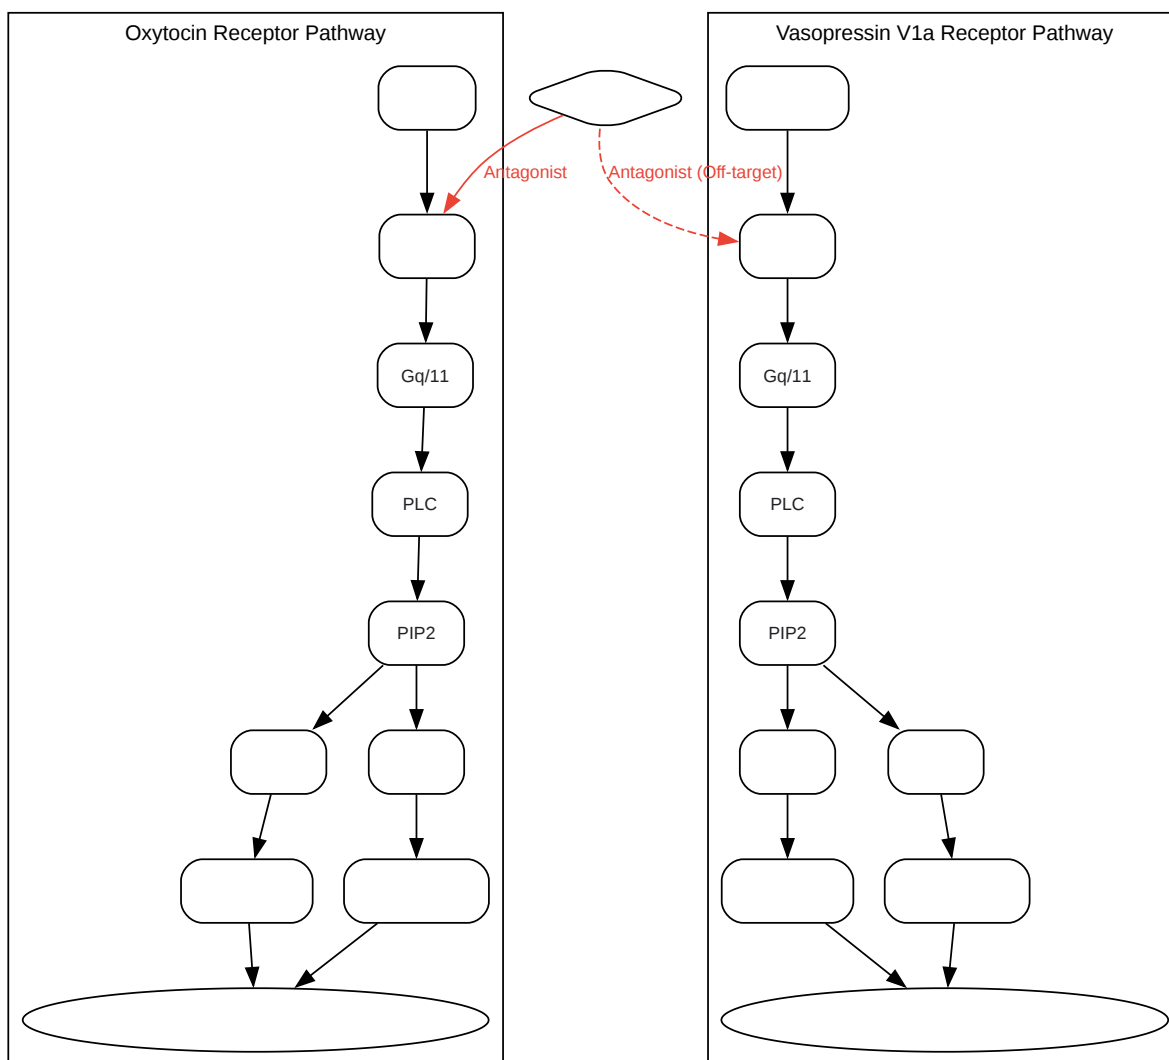 Oxytocin Receptor Pathway
Vasopressin V1a Receptor Pathway
Antagonist
Antagonist (Off-target)
Gq/11
Gq/11
PLC
PLC
PIP2
PIP2